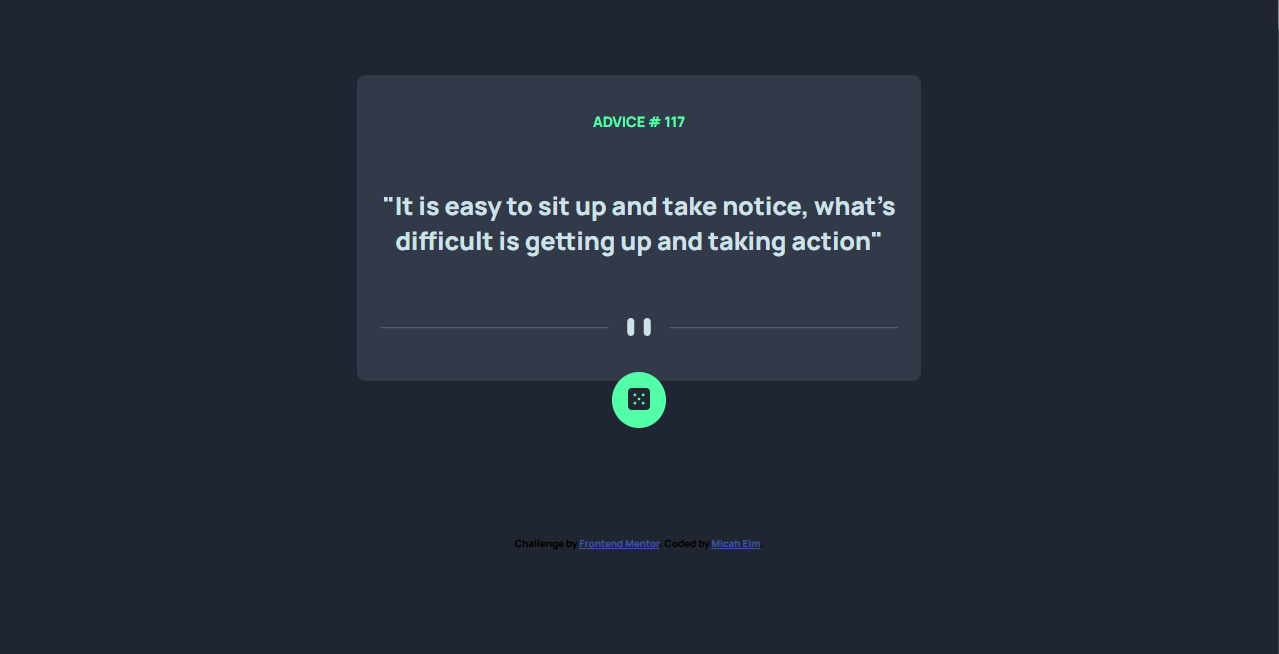 ADVICE # 117
"It is easy to sit up and take notice, what's
difficult is getting up and taking action"
Challenge by Frontend Mentor. Coded by Micah Elm.